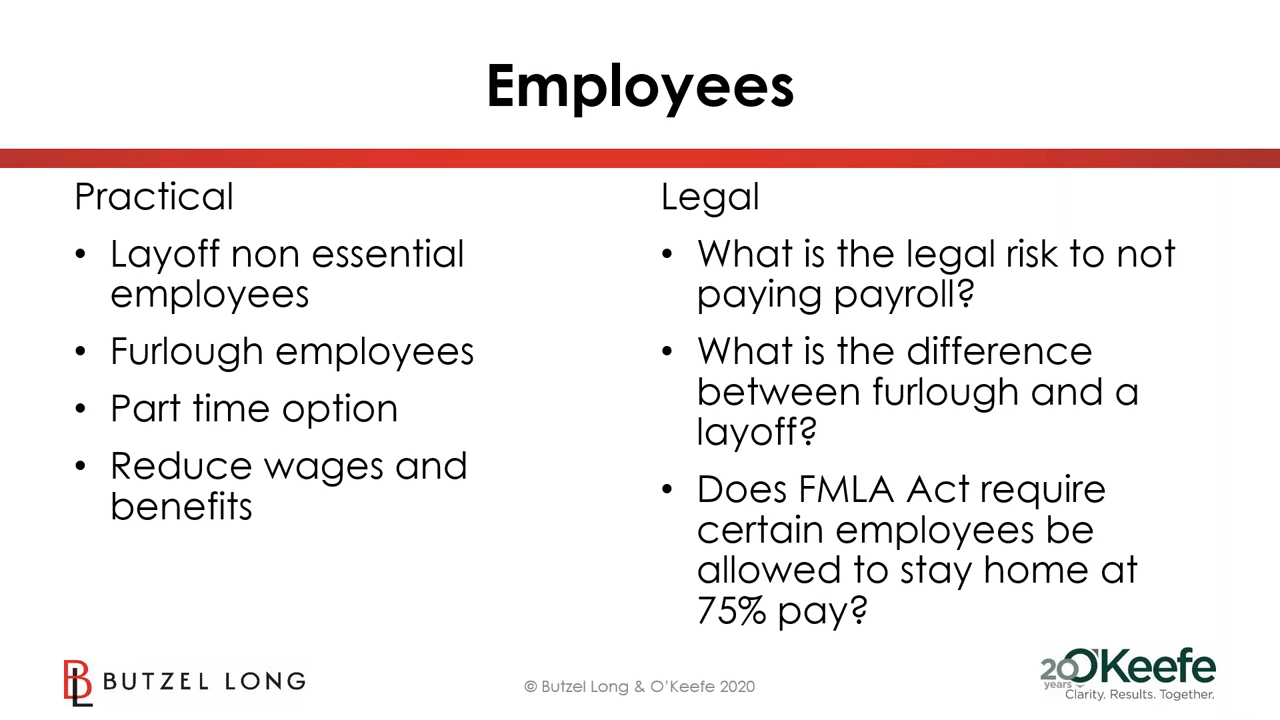 Employees
Practical
• Layoff non essential
employees
• Furlough employees
• Part time option
• Reduce wages and
benefits
Legal
• What is the legal risk to not
paying payroll?
• What is the difference
between furlough and a
layoff?
• Does FMLA Act require
certain employees be
allowed to stay home at
75% pay?
BL BUTZEL LONG
© Butzel Long & O'Keefe 2020
20 years O'Keefe
Clarity. Results. Together.